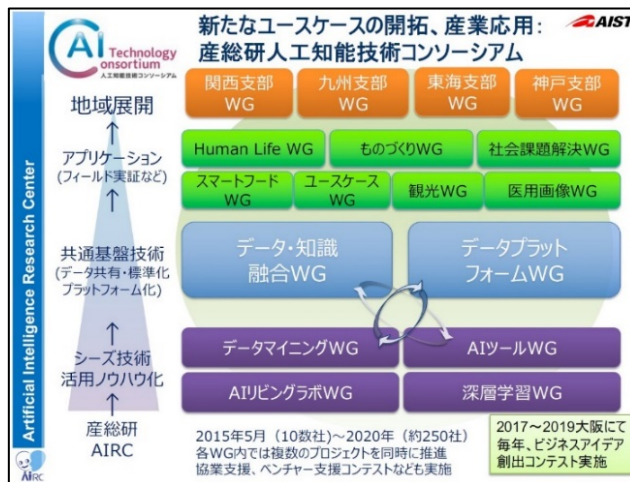 AI Technology
Consortium
人工知能技術コンソーシアム
新たなユースケースの開拓、産業応用：
産総研人工知能技術コンソーシアム
AIST
Artificial Intelligence Research Center
AIRC
地域展開
関西支部
WG
九州支部
WG
東海支部
WG
神戸支部
WG
アプリケーション
(フィールド実証など)
Human Life WG
ものづくりWG
社会課題解決WG
スマートフード
WG
ユースケース
WG
観光WG
医用画像WG
共通基盤技術
(データ共有・標準化
プラットフォーム化)
データ・知識
融合WG
データプラット
フォームWG
シーズ技術
活用ノウハウ化
データマイニングWG
AIツールWG
AIリビングラボWG
深層学習WG
産総研
AIRC
2015年5月（10数社）～2020年（約250社）
各WG内では複数のプロジェクトを同時に推進
協業支援、ベンチャー支援コンテストなども実施
2017～2019大阪にて
毎年、ビジネスアイデア
創出コンテスト実施